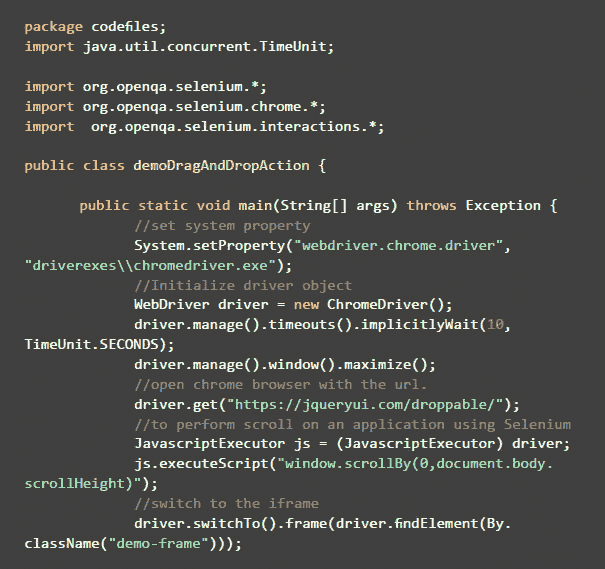 package codefiles;
import java.util.concurrent.TimeUnit;
import org.openqa.selenium.*;
import org.openqa.selenium.chrome.*;
import  org.openqa.selenium.interactions.*;
public class demoDragAndDropAction {
public static void main(String[] args) throws Exception {
//set system property
System.setProperty("webdriver.chrome.driver",
"driverexes\\chromedriver.exe");
//Initialize driver object
WebDriver driver = new ChromeDriver();
driver.manage().timeouts().implicitlyWait(10,
TimeUnit.SECONDS);
driver.manage().window().maximize();
//open chrome browser with the url.
driver.get("https://jqueryui.com/droppable/");
//to perform scroll on an application using Selenium
JavascriptExecutor js = (JavascriptExecutor) driver;
js.executeScript("window.scrollBy(0,document.body.
scrollHeight)");
//switch to the iframe
driver.switchTo().frame(driver.findElement(By.
className("demo-frame")));